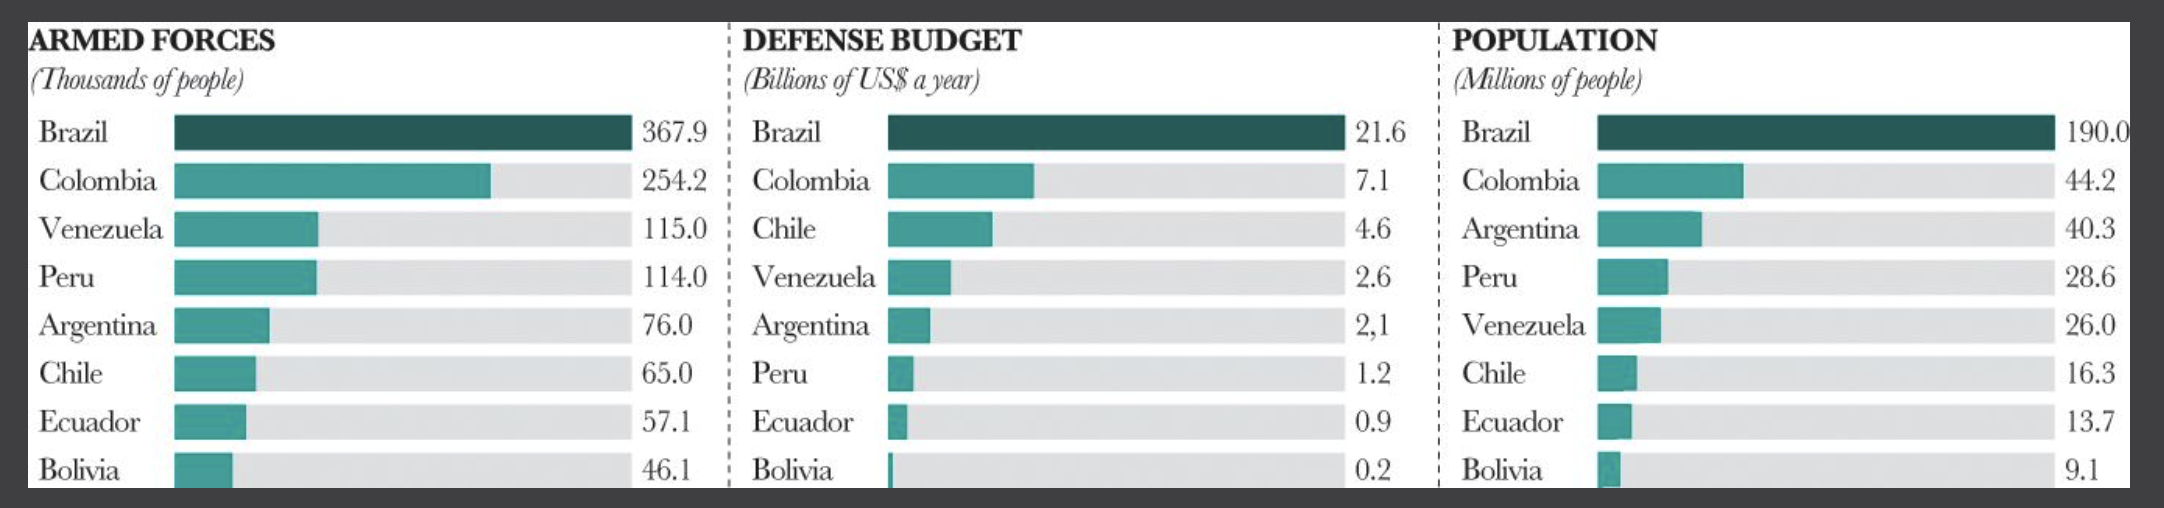 ARMED FORCES
(Thousands of people)
Brazil 367.9
Colombia 254.2
Venezuela 115.0
Peru 114.0
Argentina 76.0
Chile 65.0
Ecuador 57.1
Bolivia 46.1
DEFENSE BUDGET
(Billions of US$ a year)
Brazil 21.6
Colombia 7.1
Chile 4.6
Venezuela 2.6
Argentina 2,1
Peru 1.2
Ecuador 0.9
Bolivia 0.2
POPULATION
(Millions of people)
Brazil 190.0
Colombia 44.2
Argentina 40.3
Peru 28.6
Venezuela 26.0
Chile 16.3
Ecuador 13.7
Bolivia 9.1